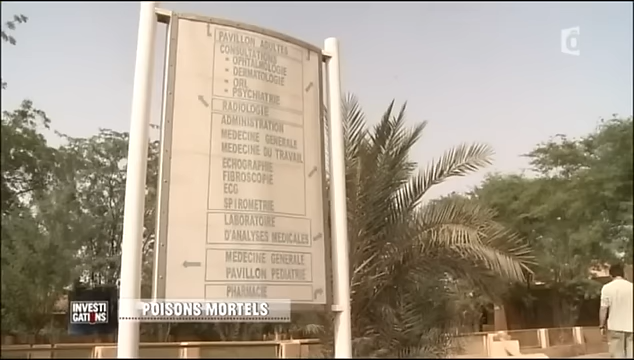 PAVILLON ADULTES
CONSULTATIONS
• OPHTALMOLOGIE
• DERMATOLOGIE
• ORL
• PSYCHIATRIE
RADIOLOGIE
ADMINISTRATION
MEDECINE GENERALE
MEDECINE DU TRAVAIL
ECHOGRAPHIE
FIBROSCOPIE
ECG
SPIROMETRIE
LABORATOIRE
D'ANALYSES MEDICALES
MEDECINE GENERALE
PAVILLON PEDIATRIE
PHARMACIE
INVESTI
GATIONS
POISONS MORTELS